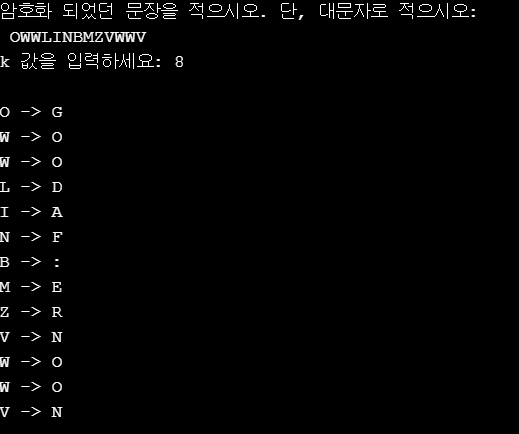 암호화 되었던 문장을 적으시오. 단, 대문자로 적으시오:
OWWLINBMZVWWV
k 값을 입력하세요: 8
O -> G
W -> O
W -> O
L -> D
I -> A
N -> F
B -> :
M -> E
Z -> R
V -> N
W -> O
W -> O
V -> N